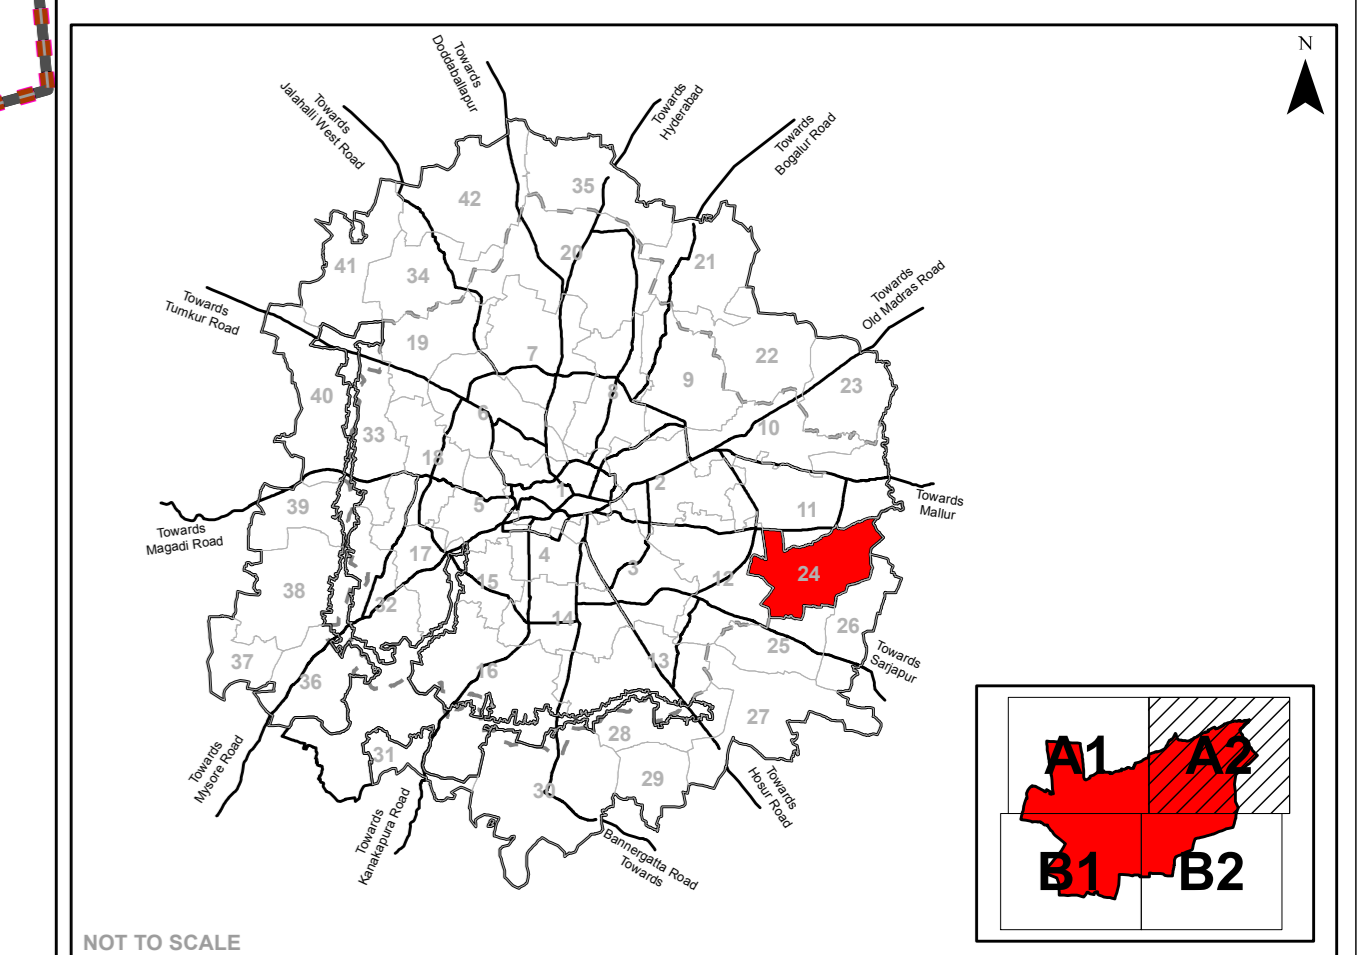 N
Towards
Doddaballapur
Towards
Jalahalli West Road
Towards
Hyderabad
Towards
Bogalur Road
42
35
20
21
41
34
Towards
Old Madras Road
Towards
Tumkur Road
19
7
22
9
23
8
40
6
10
33
18
2
1
5
11
39
Towards
Mallur
Towards
Magadi Road
17
4
3
15
12
24
38
32
14
26
25
Towards
Sarjapur
37
36
16
13
27
28
31
29
30
Towards
Mysore Road
Towards
Kanakapura Road
Towards
Hosur Road
Bannergatta Road
Towards
A1
A2
B1
B2
NOT TO SCALE